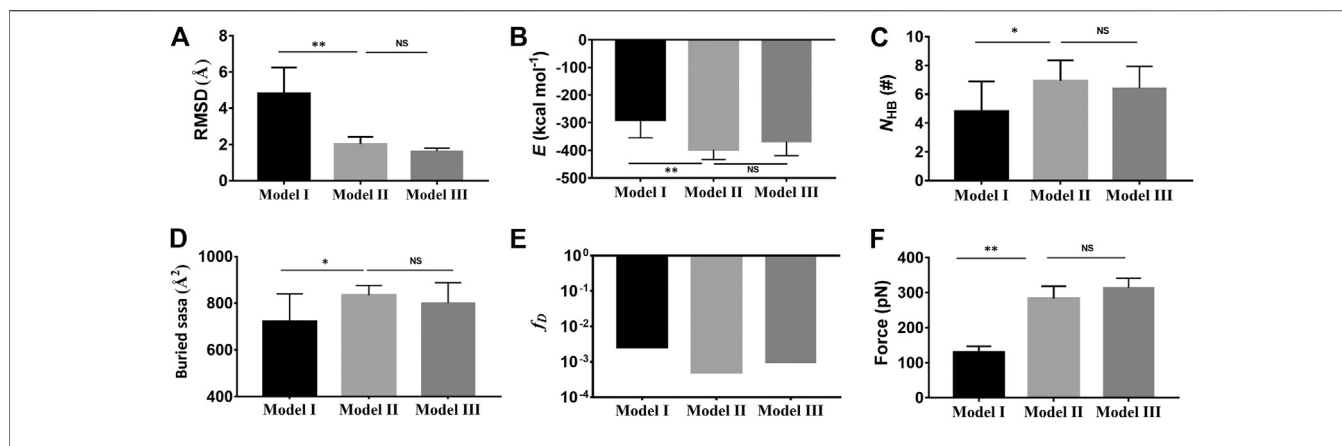 A
RMSD (Å)
8
6
4
2
0
**
NS
Model I
Model II
Model III
B
E (kcal mol⁻¹)
0
-100
-200
-300
-400
-500
**
NS
Model I
Model II
Model III
C
N_HB (#)
10
8
6
4
2
0
*
NS
Model I
Model II
Model III
D
Buried sasa (Å²)
1000
800
600
400
*
NS
Model I
Model II
Model III
E
f_D
10⁰
10⁻¹
10⁻²
10⁻³
10⁻⁴
Model I
Model II
Model III
F
Force (pN)
400
300
200
100
0
**
NS
Model I
Model II
Model III